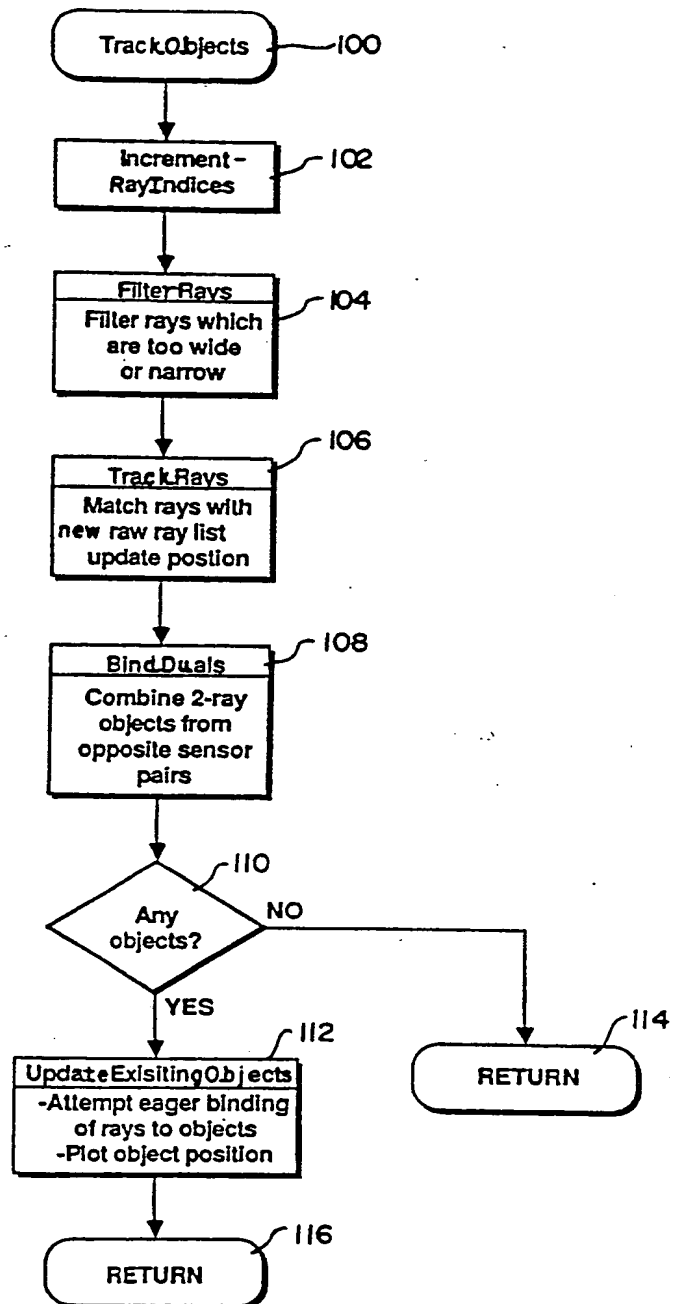 TrackObjects
100
Increment-
RayIndices
102
FilterRays
104
Filter rays which
are too wide
or narrow
TrackRays
106
Match rays with
new raw ray list
update postion
BindDuals
108
Combine 2-ray
objects from
opposite sensor
pairs
110
Any
objects?
NO
YES
112
114
UpdateExisitingObjects
RETURN
-Attempt eager binding
of rays to objects
-Plot object position
116
RETURN